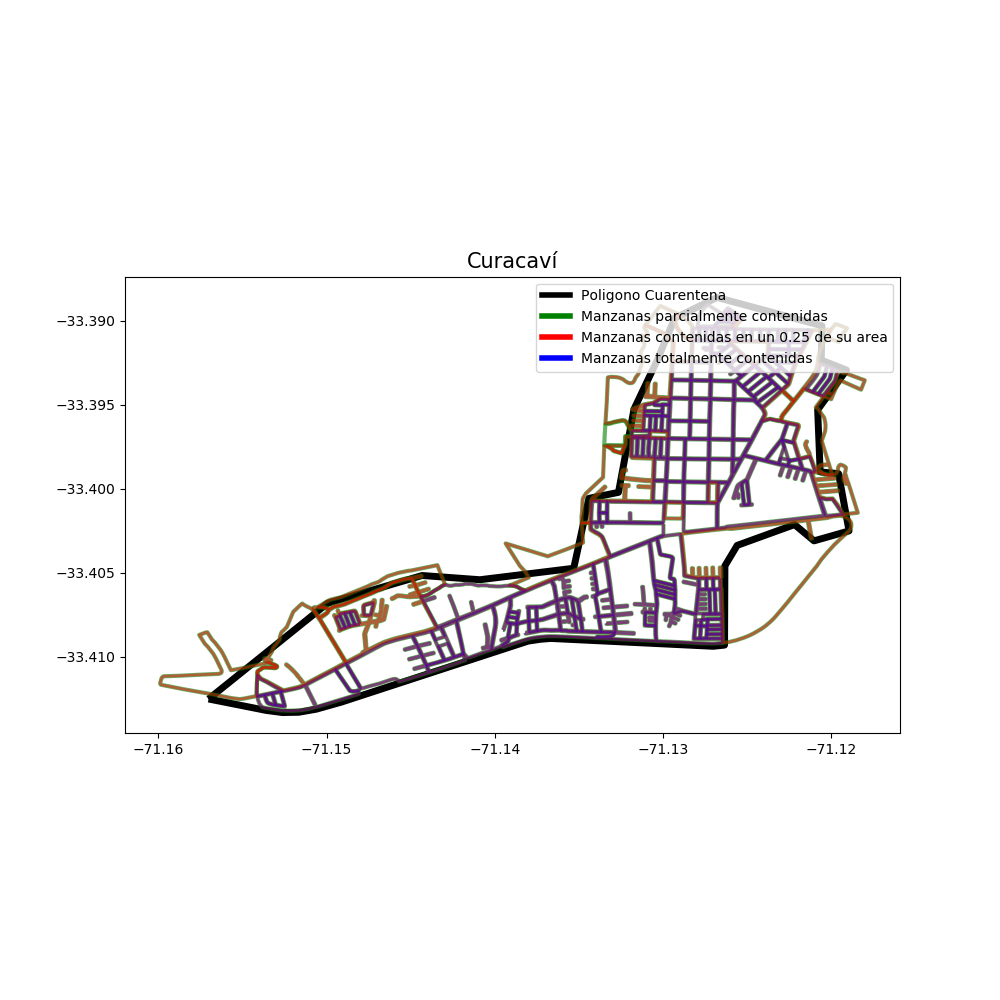 Curacaví
Poligono Cuarentena
Manzanas parcialmente contenidas
Manzanas contenidas en un 0.25 de su area
Manzanas totalmente contenidas
−33.390
−33.395
−33.400
−33.405
−33.410
−71.16
−71.15
−71.14
−71.13
−71.12